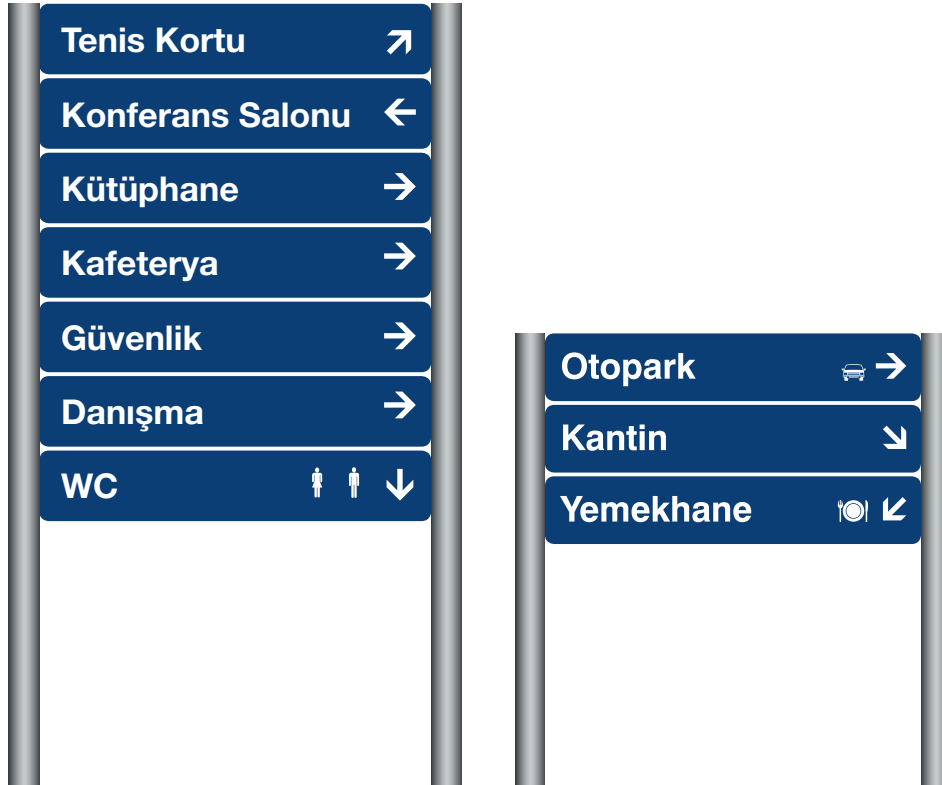 Tenis Kortu
Konferans Salonu
Kütüphane
Kafeterya
Güvenlik
Danışma
WC
Otopark
Kantin
Yemekhane